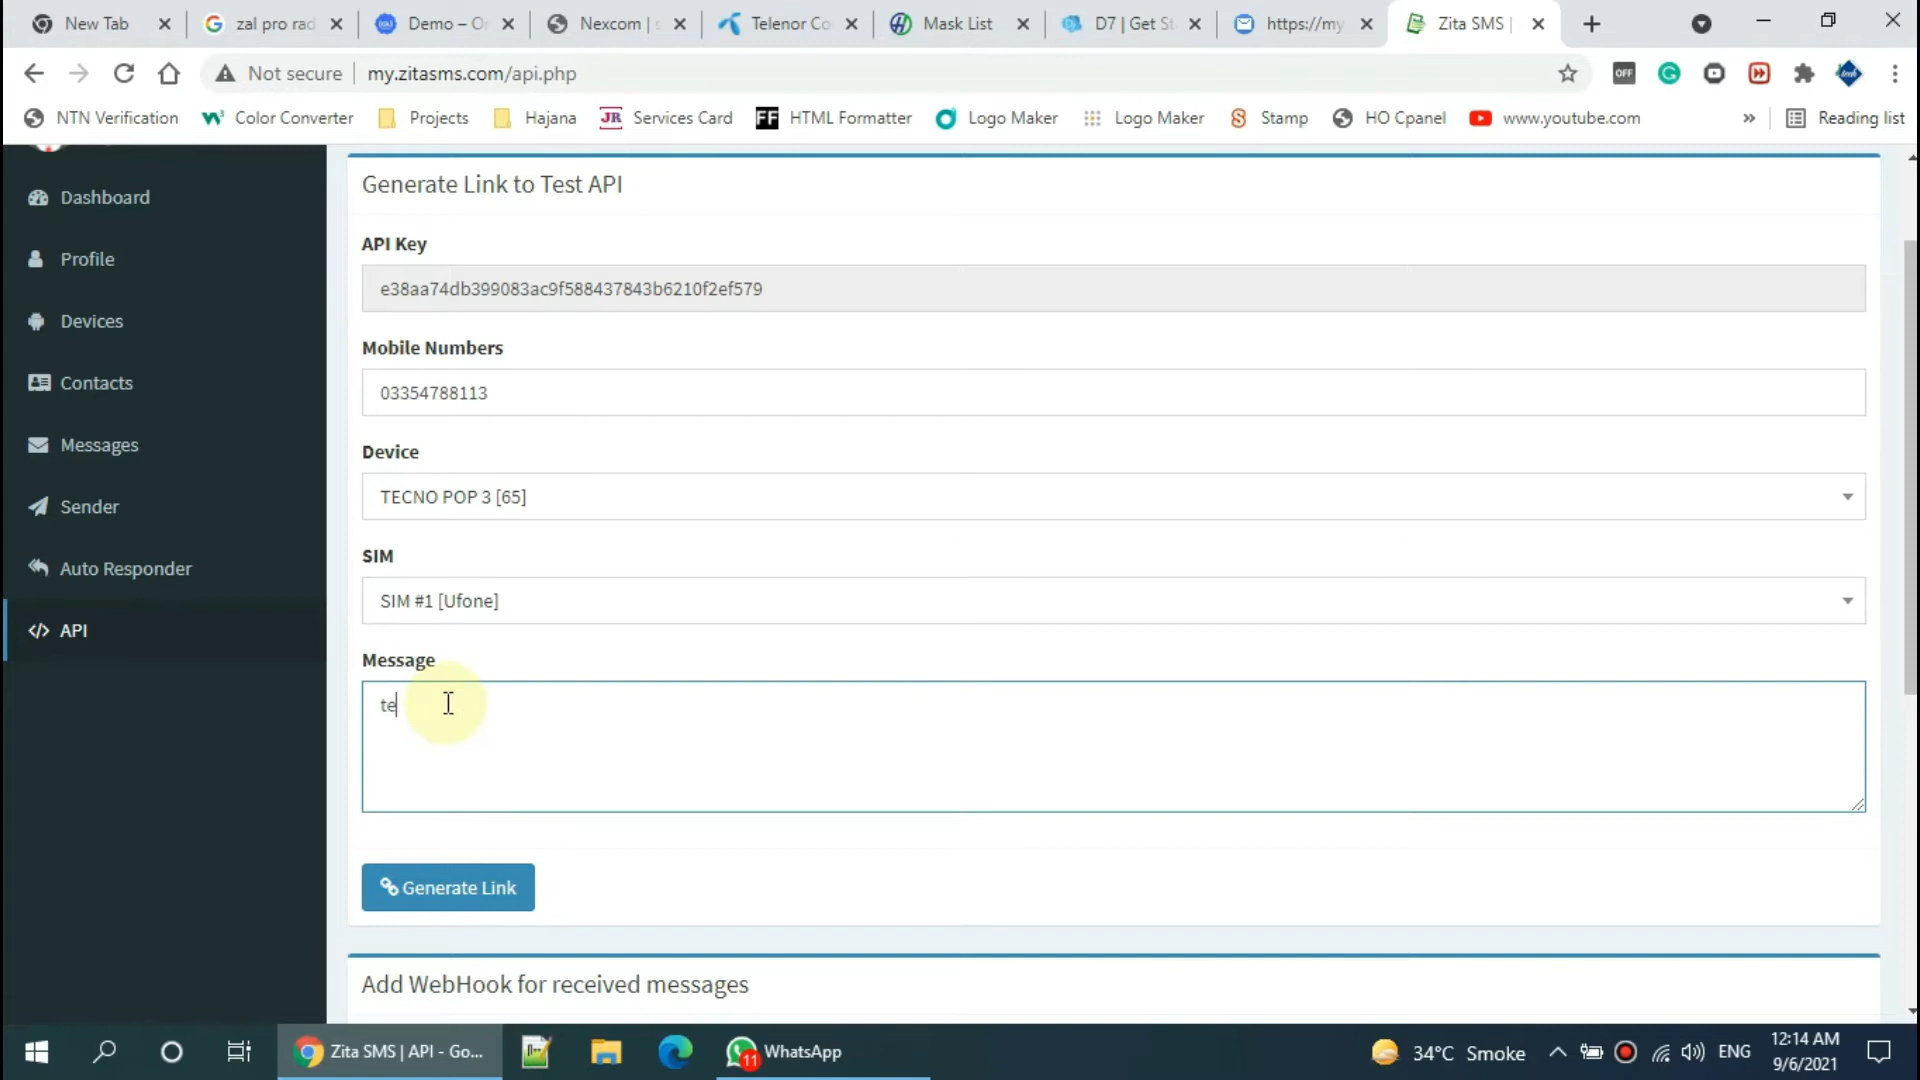 New Tab
zal pro rad
Demo – O
Nexcom | s
Telenor Co
Mask List
D7 | Get St
https://my
Zita SMS |
Not secure
my.zitasms.com/api.php
OFF
NTN Verification
Color Converter
Projects
Hajana
JR
Services Card
FF
HTML Formatter
Logo Maker
Logo Maker
Stamp
HO Cpanel
www.youtube.com
»
Reading list
Dashboard
Profile
Devices
Contacts
Messages
Sender
Auto Responder
API
Generate Link to Test API
API Key
e38aa74db399083ac9f588437843b6210f2ef579
Mobile Numbers
03354788113
Device
TECNO POP 3 [65]
SIM
SIM #1 [Ufone]
Message
te
Generate Link
Add WebHook for received messages
Zita SMS | API - Go...
11
WhatsApp
34°C Smoke
ENG
12:14 AM
9/6/2021